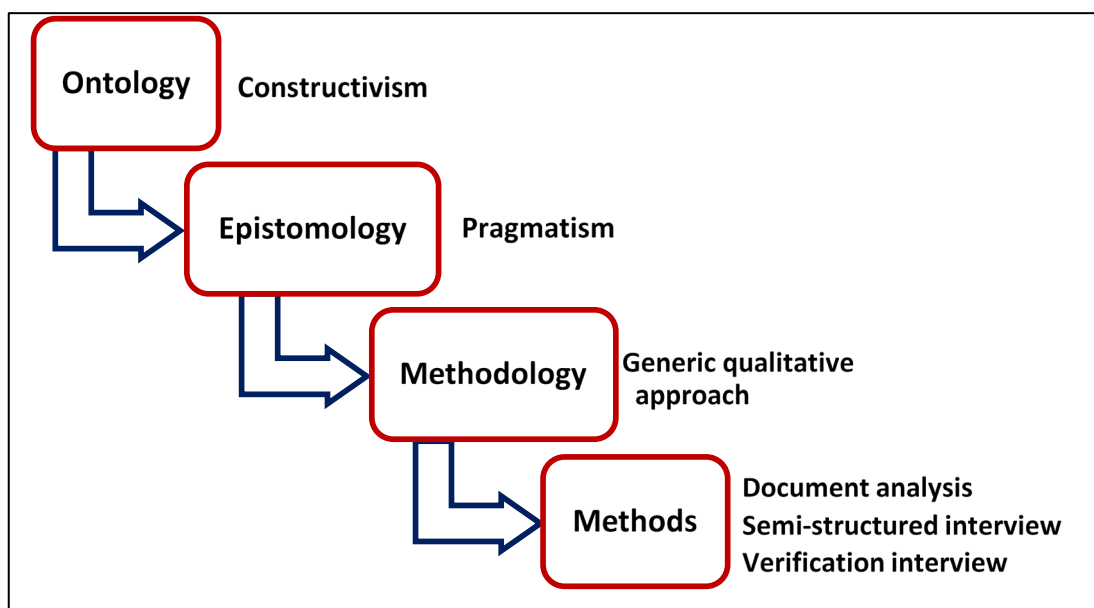 Ontology
Constructivism
Epistomology
Pragmatism
Methodology
Generic qualitative
approach
Methods
Document analysis
Semi-structured interview
Verification interview